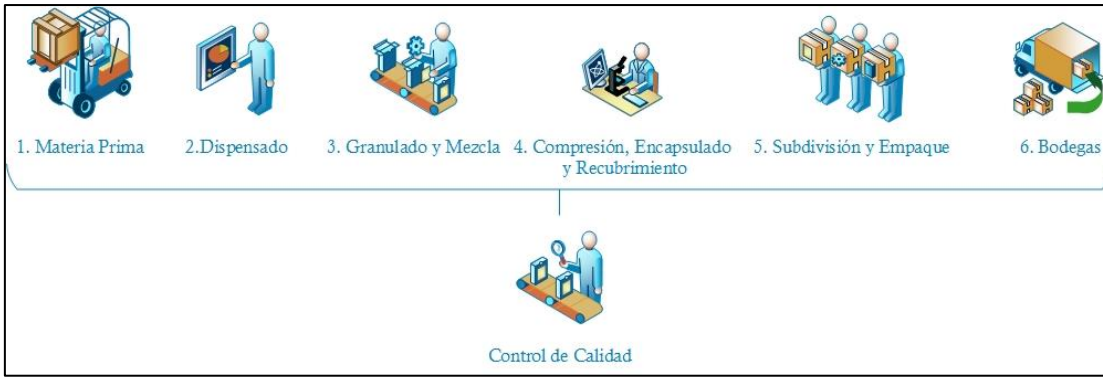 1. Materia Prima
2.Dispensado
3. Granulado y Mezcla
4. Compresión, Encapsulado
y Recubrimiento
5. Subdivisión y Empaque
6. Bodegas
Control de Calidad